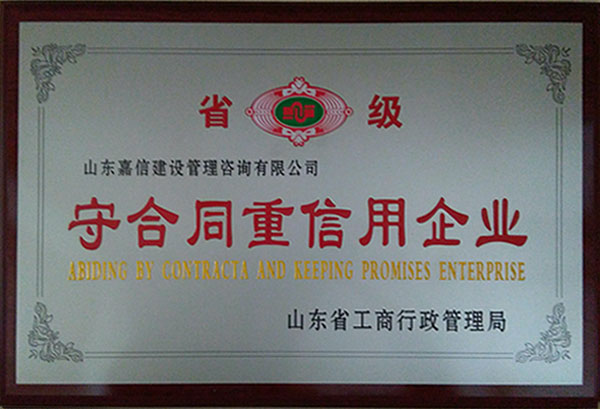 省 级
山东嘉信建设管理咨询有限公司
守合同重信用企业
ABIDING BY CONTRACTA AND KEEPING PROMISES ENTERPRISE
山东省工商行政管理局